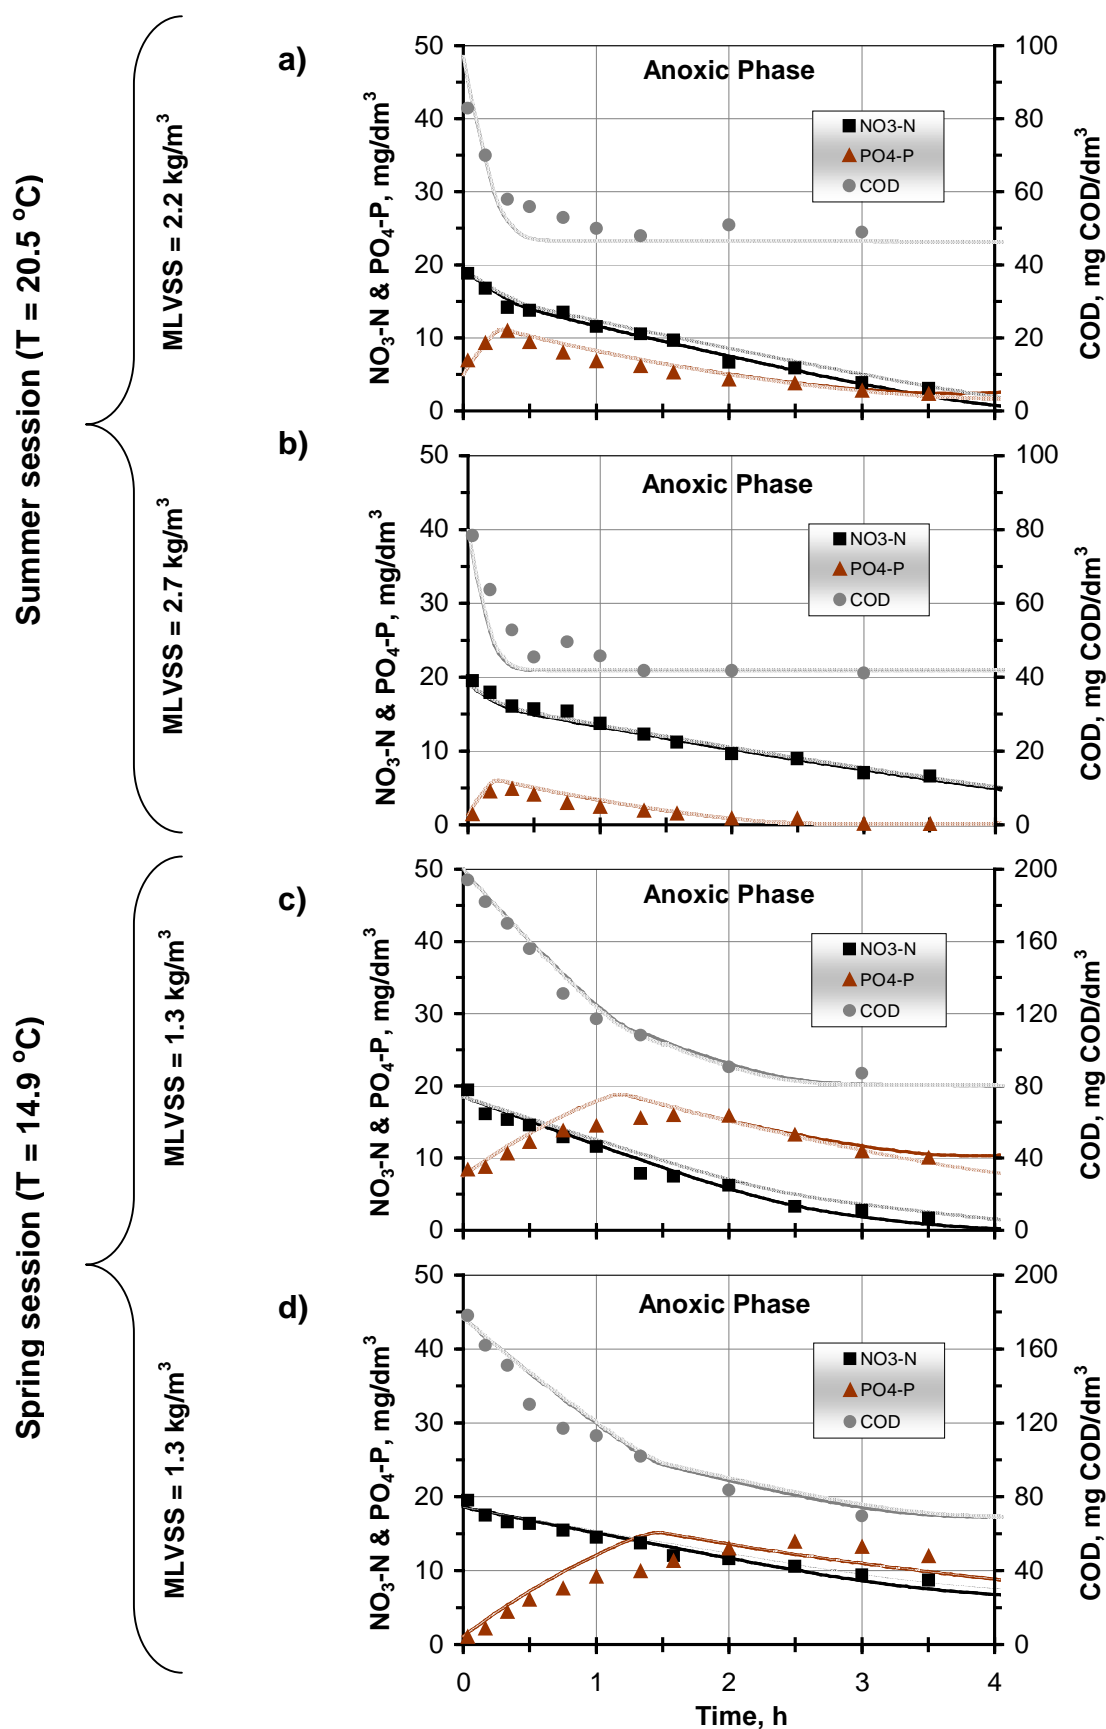 Summer session (T = 20.5 °C)
MLVSS = 2.2 kg/m³
a)
Anoxic Phase
NO₃-N & PO₄-P, mg/dm³
50
40
30
20
10
0
NO3-N
PO4-P
COD
100
80
60
40
20
0
COD, mg COD/dm³
MLVSS = 2.7 kg/m³
b)
Anoxic Phase
NO₃-N & PO₄-P, mg/dm³
50
40
30
20
10
0
NO3-N
PO4-P
COD
100
80
60
40
20
0
COD, mg COD/dm³
Spring session (T = 14.9 °C)
MLVSS = 1.3 kg/m³
c)
Anoxic Phase
NO₃-N & PO₄-P, mg/dm³
50
40
30
20
10
0
NO3-N
PO4-P
COD
200
160
120
80
40
0
COD, mg COD/dm³
MLVSS = 1.3 kg/m³
d)
Anoxic Phase
NO₃-N & PO₄-P, mg/dm³
50
40
30
20
10
0
NO3-N
PO4-P
COD
200
160
120
80
40
0
COD, mg COD/dm³
0 1 2 3 4
Time, h